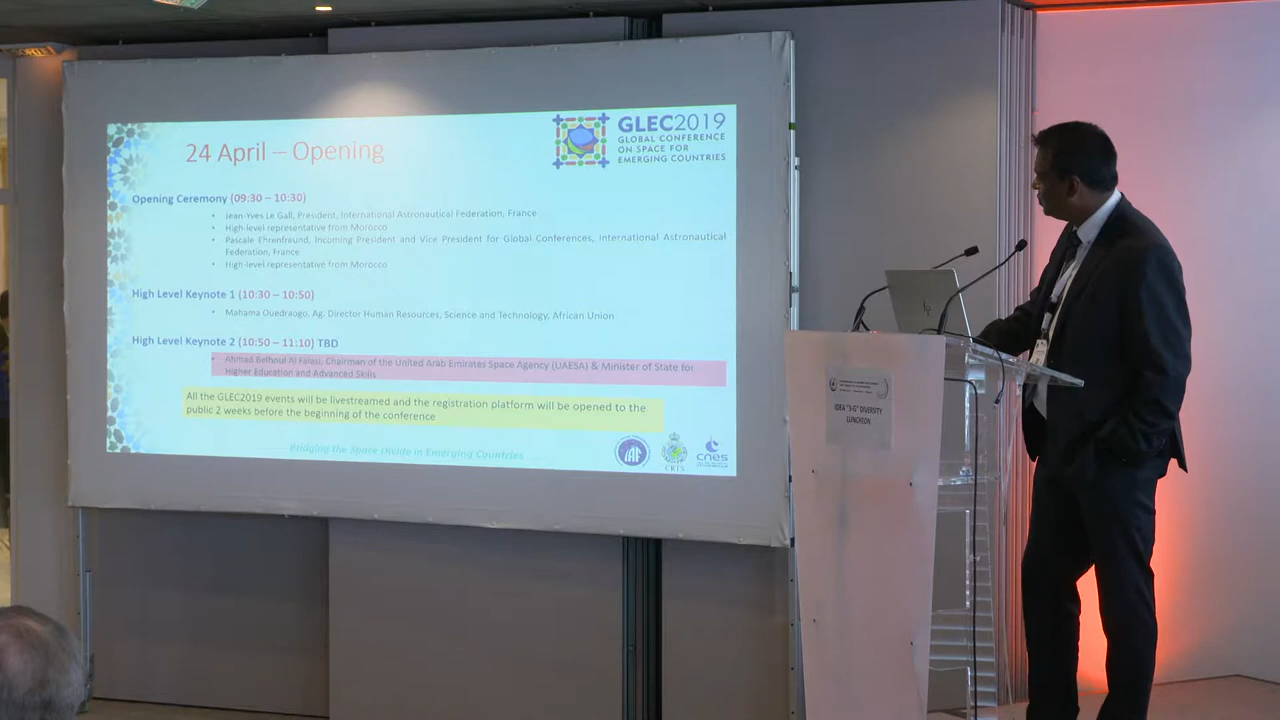 24 April – Opening
GLEC2019
GLOBAL CONFERENCE
ON SPACE FOR
EMERGING COUNTRIES
Opening Ceremony (09:30 – 10:30)
• Jean-Yves Le Gall, President, International Astronautical Federation, France
• High-level representative from Morocco
• Pascale Ehrenfreund, Incoming President and Vice President for Global Conferences, International Astronautical
Federation, France
• High-level representative from Morocco
High Level Keynote 1 (10:30 – 10:50)
• Mahama Ouedraogo, Ag. Director Human Resources, Science and Technology, African Union
High Level Keynote 2 (10:50 – 11:10) TBD
• Ahmad Belhoul Al Falasi, Chairman of the United Arab Emirates Space Agency (UAESA) & Minister of State for
Higher Education and Advanced Skills
All the GLEC2019 events will be livestreamed and the registration platform will be opened to the
public 2 weeks before the beginning of the conference
Bridging the Space Divide in Emerging Countries
IAF
CRTS
cnes
hp
IDEA "3-G" DIVERSITY
LUNCHEON